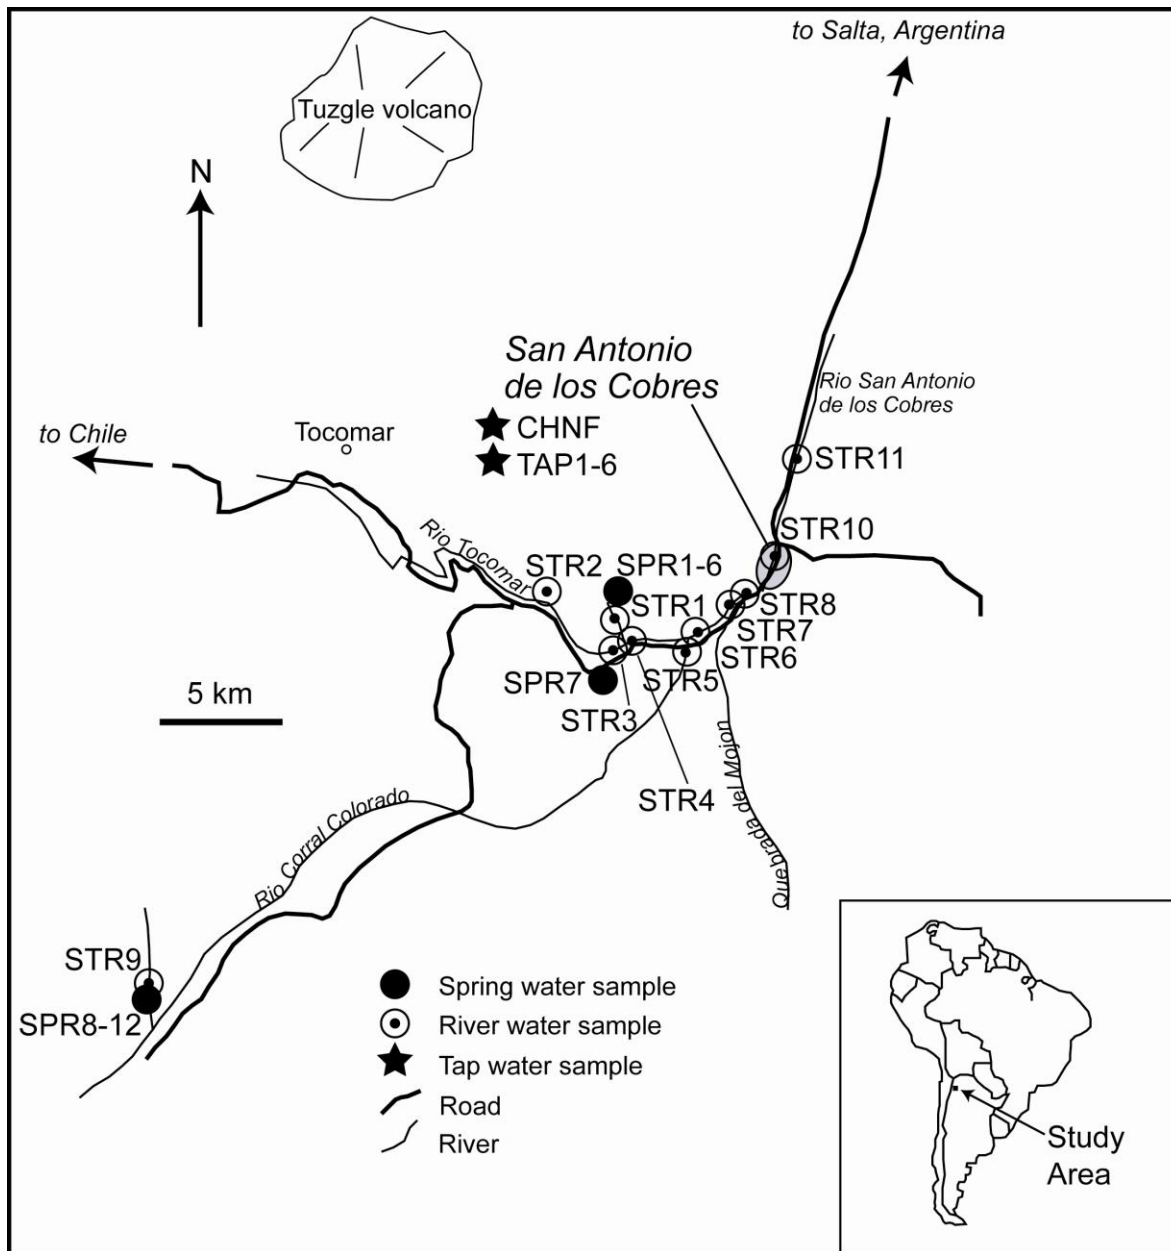 to Salta, Argentina
Tuzgle volcano
N
San Antonio
de los Cobres
Rio San Antonio
de los Cobres
to Chile
Tocomar
CHNF
TAP1-6
STR11
STR10
Rio Tocomar
STR2
SPR1-6
STR1
STR8
STR7
STR6
STR5
SPR7
STR3
5 km
STR4
Quebrada del Mojon
Rio Corral Colorado
STR9
SPR8-12
Spring water sample
River water sample
Tap water sample
Road
River
Study
Area